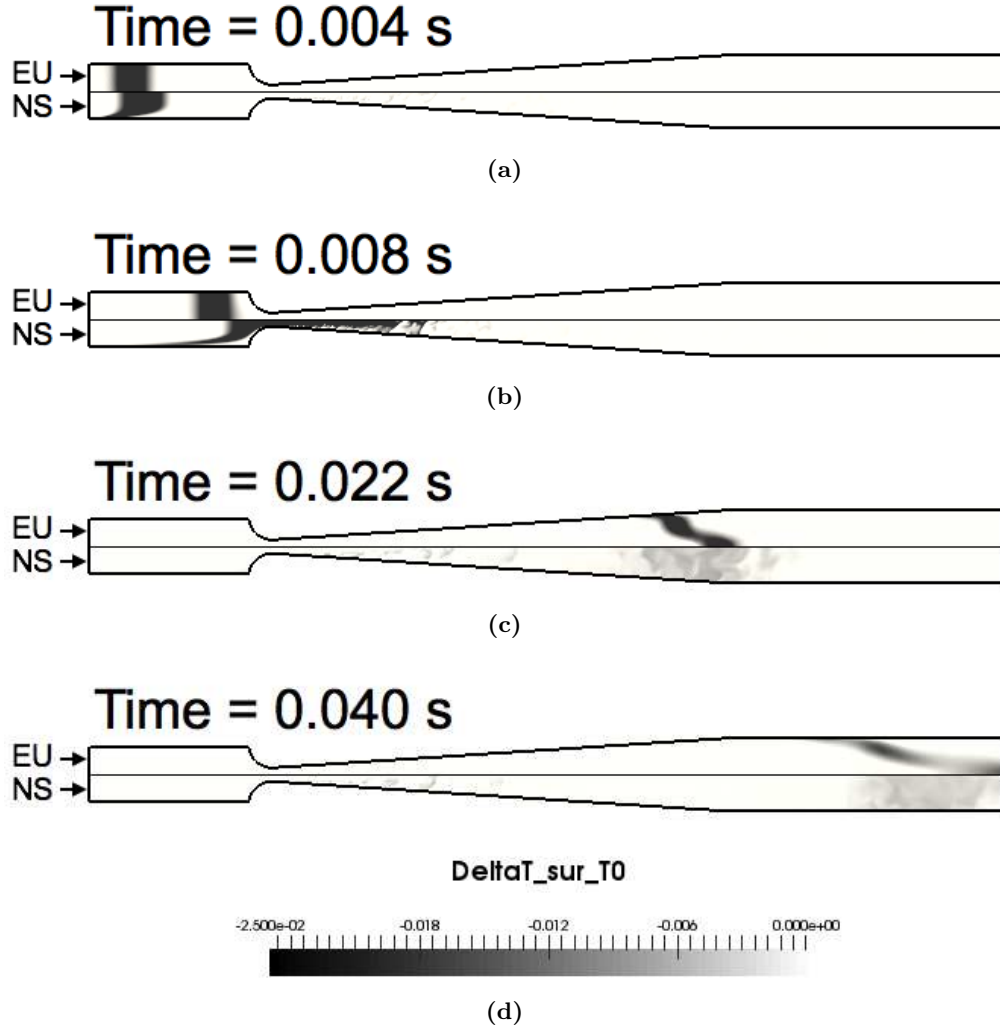 Time = 0.004 s
EU
NS
(a)
Time = 0.008 s
EU
NS
(b)
Time = 0.022 s
EU
NS
(c)
Time = 0.040 s
EU
NS
DeltaT_sur_T0
-2.500e-02 -0.018 -0.012 -0.006 0.000e+00
(d)